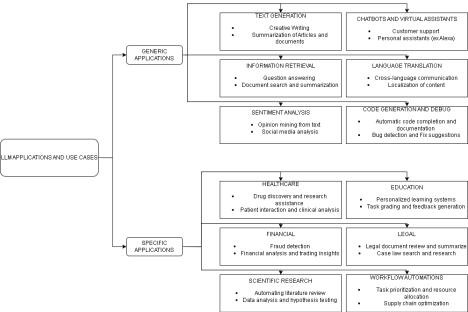 TEXT GENERATION
Creative Writing
Summarization of Articles and
documents
CHATBOTS AND VIRTUAL ASSISTANTS
Customer support
Personal assistants (ex Alexa)
GENERIC
APPLICATIONS
INFORMATION RETRIEVAL
Question answering
Document search and summarization
LANGUAGE TRANSLATION
Cross-language communication
Localization of content
SENTIMENT ANALYSIS
Opinion mining from text
Social media analysis
CODE GENERATION AND DEBUG
Automatic code completion and
documentation
Bug detection and Fix suggestions
LLM APPLICATIONS AND USE CASES
HEALTHCARE
Drug discovery and research
assistance
Patient interaction and clinical analysis
EDUCATION
Personalized learning systems
Task grading and feedback generation
SPECIFIC
APPLICATIONS
FINANCIAL
Fraud detection
Financial analysis and trading insights
LEGAL
Legal document review and summarize
Case law search and research
SCIENTIFIC RESEARCH
Automating literature review
Data analysis and hypothesis testing
WORKFLOW AUTOMATIONS
Task prioritization and resource
allocation
Supply chain optimization